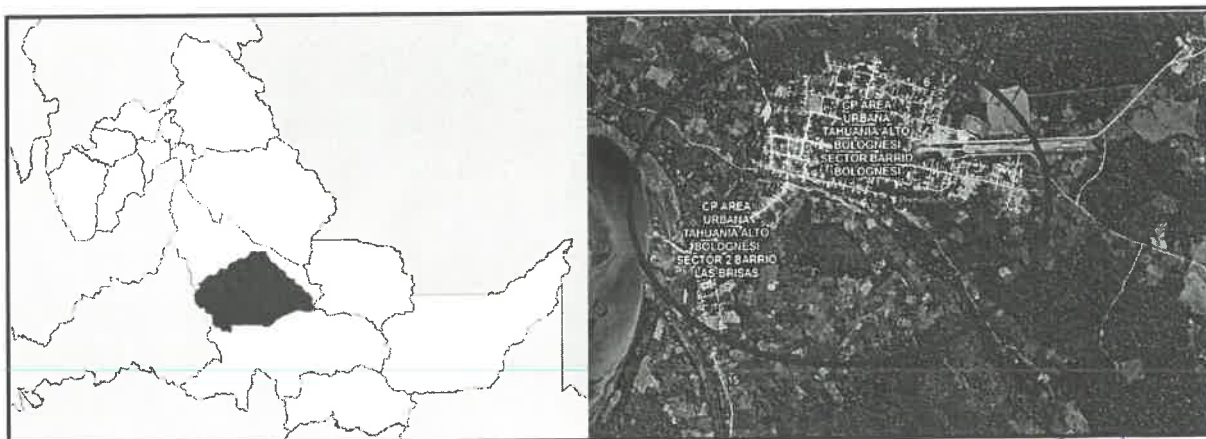 CP AREA
URBANA
TAHUANIA ALTO
BOLOGNESI
SECTOR BARRIO
BOLOGNESI
CP AREA
URBANA
TAHUANIA ALTO
BOLOGNESI
SECTOR 2 BARRIO
LAS BRISAS